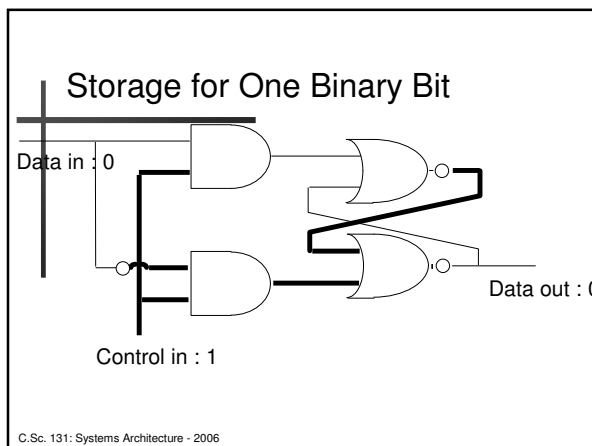 Storage for One Binary Bit
Data in : 0
Data out : 0
Control in : 1
C.Sc. 131: Systems Architecture - 2006